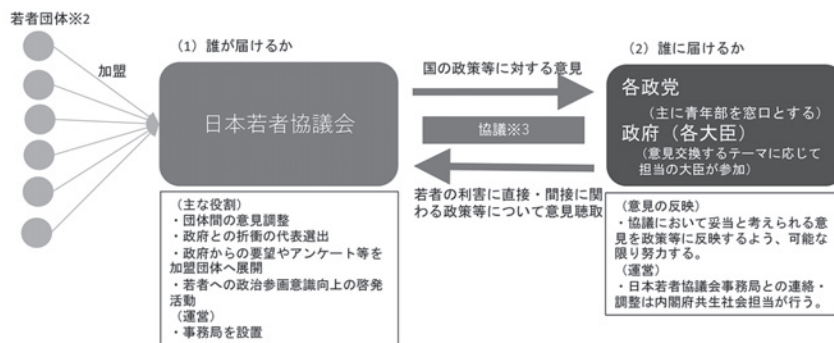 若者団体※2
加盟
(1)誰が届けるか
日本若者協議会
(主な役割)
・団体間の意見調整
・政府との折衝の代表選出
・政府からの要望やアンケート等を
加盟団体へ展開
・若者への政治参画意識向上の啓発
活動
(運営)
・事務局を設置
国の政策等に対する意見
協議※3
若者の利害に直接・間接に関
わる政策等について意見聴取
(2)誰に届けるか
各政党
(主に青年部を窓口とする)
政府(各大臣)
(意見交換するテーマに応じて
担当の大臣が参加)
(意見の反映)
・協議において妥当と考えられる意
見を政策等に反映するよう、可能な
限り努力する。
(運営)
・日本若者協議会事務局との連絡・
調整は内閣府共生社会担当が行う。